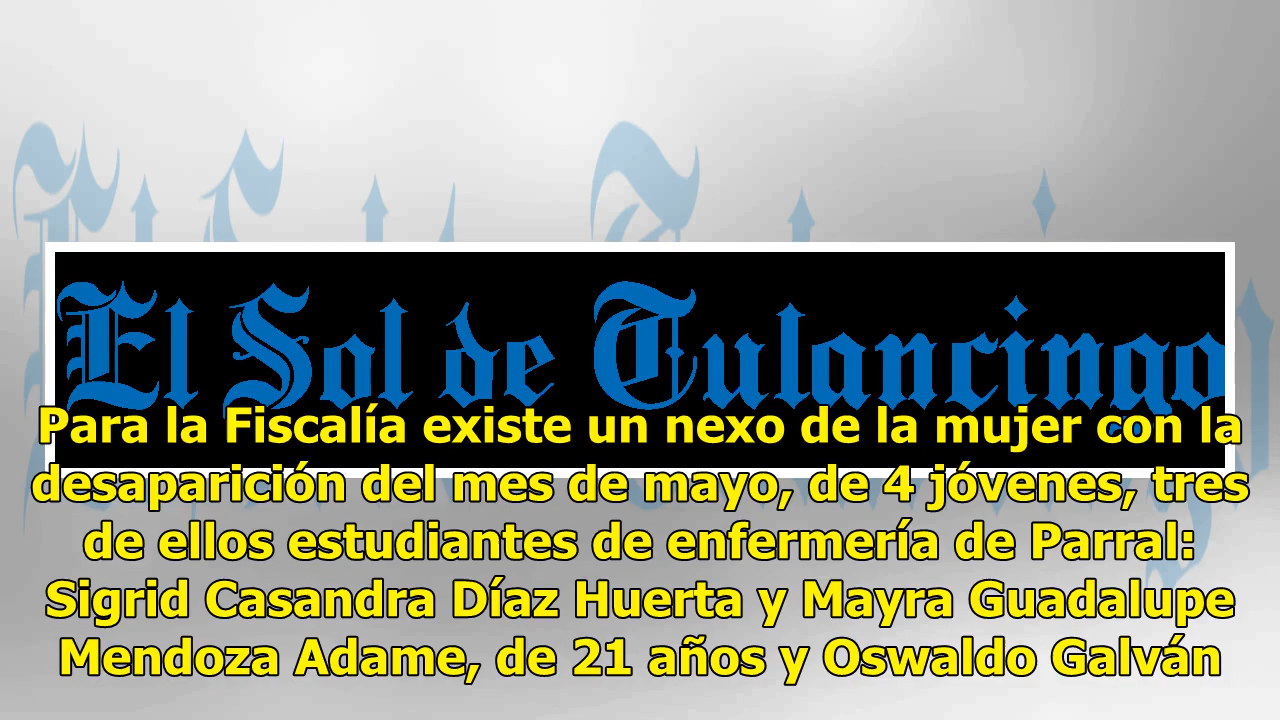 El Sol de Tulancingo
Para la Fiscalía existe un nexo de la mujer con la
desaparición del mes de mayo, de 4 jóvenes, tres
de ellos estudiantes de enfermería de Parral:
Sigrid Casandra Díaz Huerta y Mayra Guadalupe
Mendoza Adame, de 21 años y Oswaldo Galván